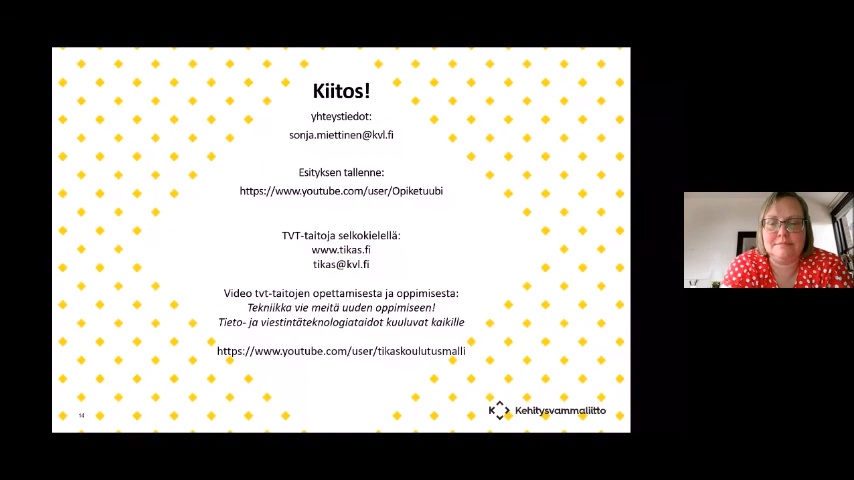 Kiitos!
yhteystiedot:
sonja.miettinen@kvl.fi
Esityksen tallenne:
https://www.youtube.com/user/Opiketuubi
TVT-taitoja selkokielellä:
www.tikas.fi
tikas@kvl.fi
Video tvt-taitojen opettamisesta ja oppimisesta:
Tekniikka vie meitä uuden oppimiseen!
Tieto- ja viestintäteknologiataidot kuuluvat kaikille
https://www.youtube.com/user/tikaskoulutusmalli
14
Kehitysvammaliitto